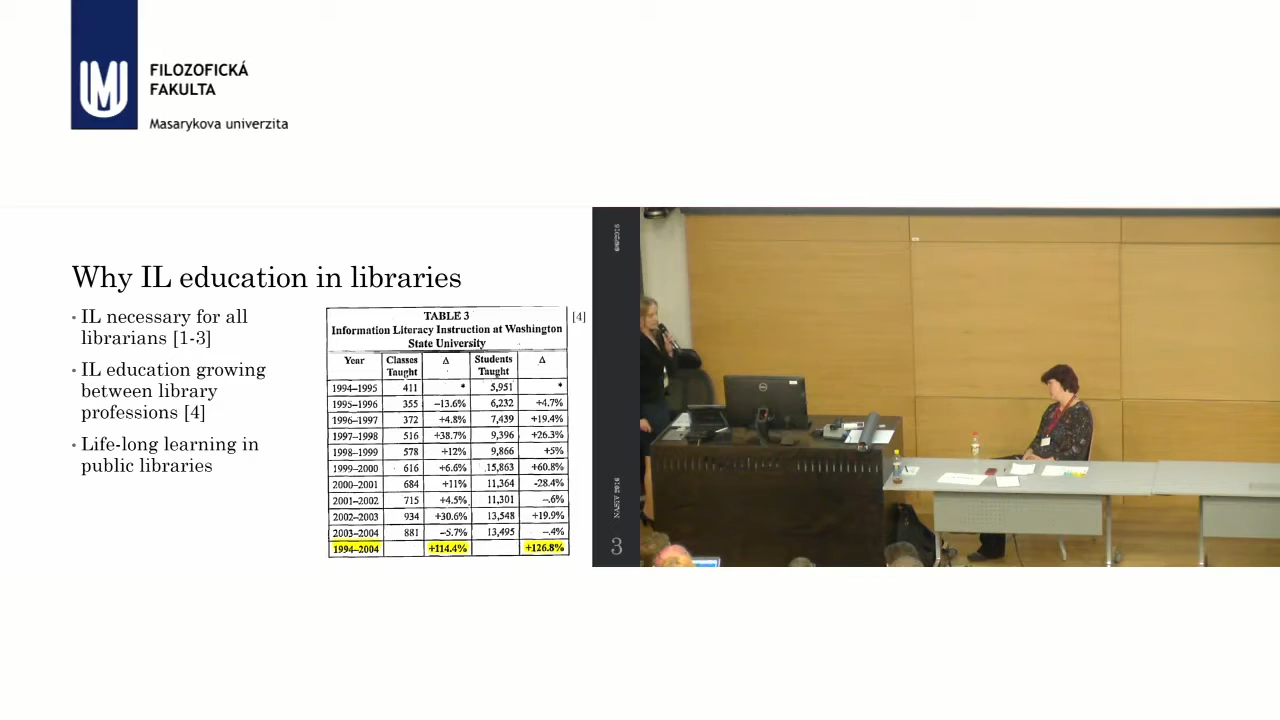 FILOZOFICKÁ
FAKULTA
Masarykova univerzita
Why IL education in libraries
• IL necessary for all
librarians [1-3]
• IL education growing
between library
professions [4]
• Life-long learning in
public libraries
TABLE 3
Information Literacy Instruction at Washington
State University
Year Classes Taught Δ Students Taught Δ
1994–1995 411 * 5,951 *
1995–1996 355 –13.6% 6,232 +4.7%
1996–1997 372 +4.8% 7,439 +19.4%
1997–1998 516 +38.7% 9,396 +26.3%
1998–1999 578 +12% 9,866 +5%
1999–2000 616 +6.6% 15,863 +60.8%
2000–2001 684 +11% 11,364 -28.4%
2001–2002 715 +4.5% 11,301 –.6%
2002–2003 934 +30.6% 13,548 +19.9%
2003–2004 881 –5.7% 13,495 –.4%
1994–2004 +114.4% +126.8%
[4]
NASIV 2016
3
DELL